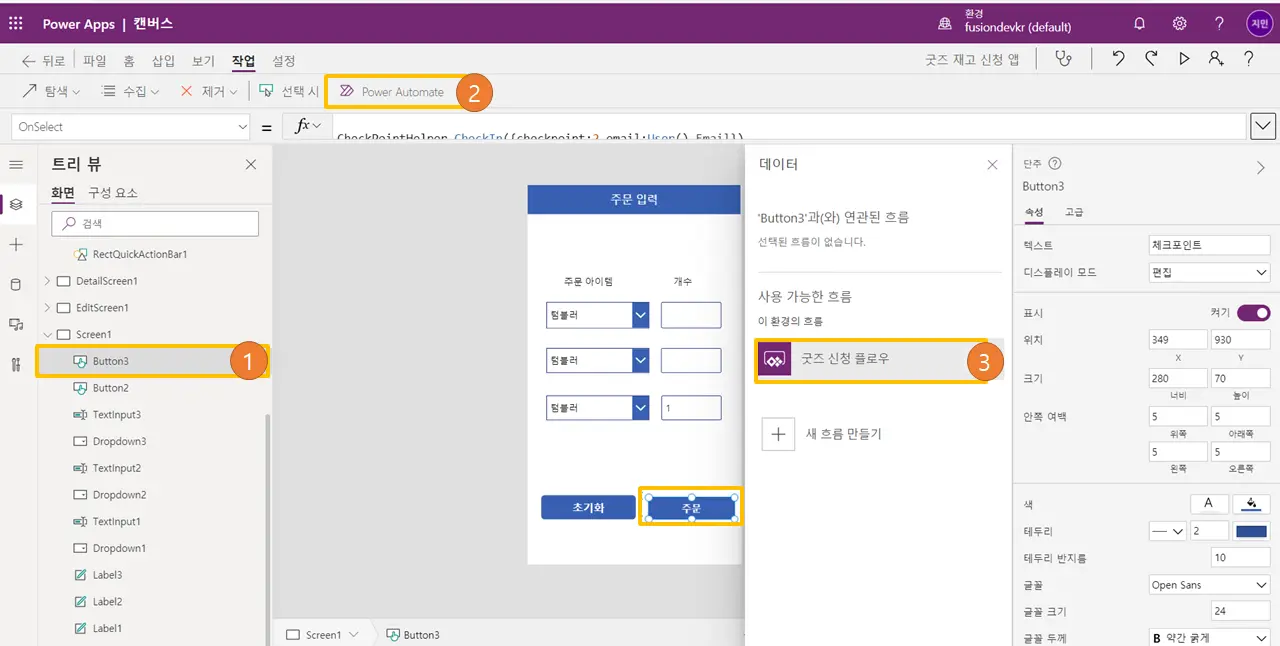 Power Apps | 캔버스
환경
fusiondevkr (default)
지민
뒤로 파일 홈 삽입 보기 작업 설정
굿즈 재고 신청 앱
탐색 수집 제거 선택 시 Power Automate 2
OnSelect = fx
CheckPointHelper.CheckIn({checkpoint:2,email:User().Email})
트리 뷰
화면 구성 요소
검색
RectQuickActionBar1
DetailScreen1
EditScreen1
Screen1
Button3 1
Button2
TextInput3
Dropdown3
TextInput2
Dropdown2
TextInput1
Dropdown1
Label3
Label2
Label1
주문 입력
주문 아이템 개수
텀블러
텀블러
텀블러 1
초기화 주문
Screen1 Button3
데이터
'Button3'과(와) 연관된 흐름
선택된 흐름이 없습니다.
사용 가능한 흐름
이 환경의 흐름
굿즈 신청 플로우 3
새 흐름 만들기
단추
Button3
속성 고급
텍스트 체크포인트
디스플레이 모드 편집
표시 켜기
위치 349 930
X Y
크기 280 70
너비 높이
안쪽 여백 5 5
위쪽 아래쪽
5 5
왼쪽 오른쪽
색 A
테두리 2
테두리 반지름 10
글꼴 Open Sans
글꼴 크기 24
글꼴 두께 B 약간 굵게